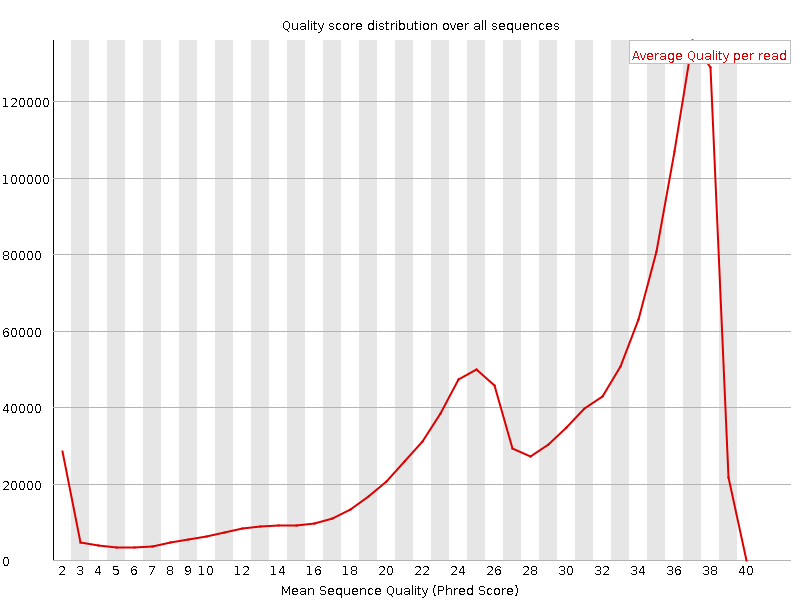 Quality score distribution over all sequences
Average Quality per read
120000
100000
80000
60000
40000
20000
0
2 3 4 5 6 7 8 9 10 12 14 16 18 20 22 24 26 28 30 32 34 36 38 40
Mean Sequence Quality (Phred Score)